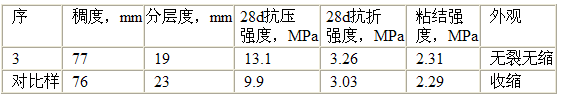 序 稠度，mm 分层度，mm 28d抗压强度，MPa 28d抗折强度，MPa 粘结强度，MPa 外观
3 77 19 13.1 3.26 2.31 无裂无缩
对比样 76 23 9.9 3.03 2.29 收缩